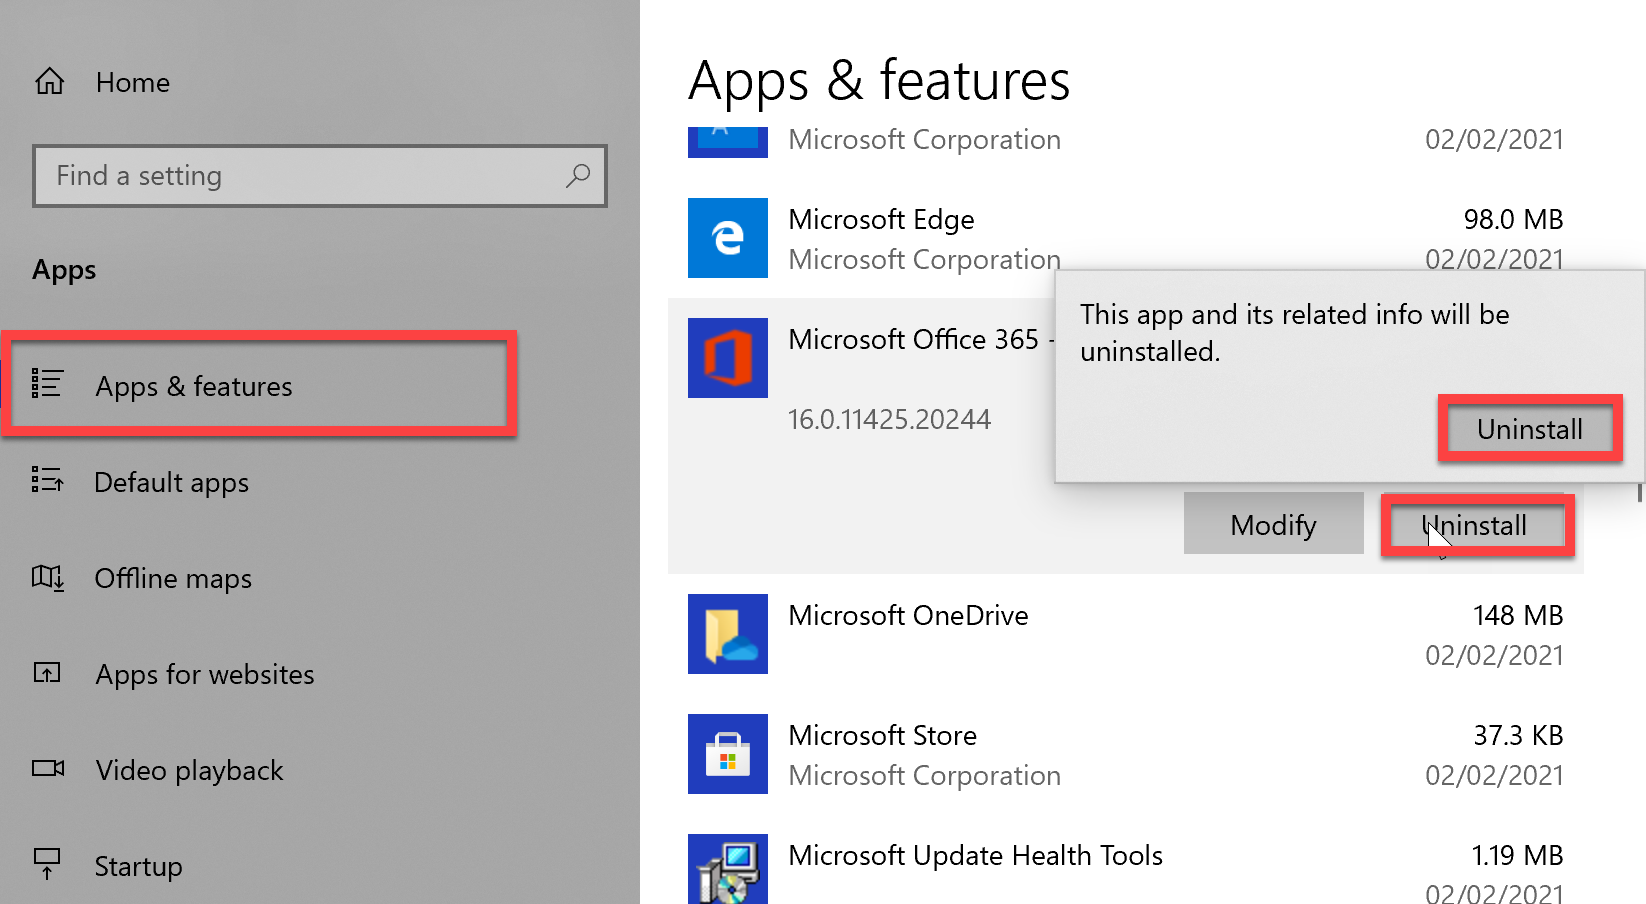 Home
Find a setting
Apps
Apps & features
Default apps
Offline maps
Apps for websites
Video playback
Startup
Apps & features
Microsoft Corporation 02/02/2021
Microsoft Edge 98.0 MB
Microsoft Corporation 02/02/2021
Microsoft Office 365 -
16.0.11425.20244
This app and its related info will be
uninstalled.
Uninstall
Modify Uninstall
Microsoft OneDrive 148 MB
02/02/2021
Microsoft Store 37.3 KB
Microsoft Corporation 02/02/2021
Microsoft Update Health Tools 1.19 MB
02/02/2021